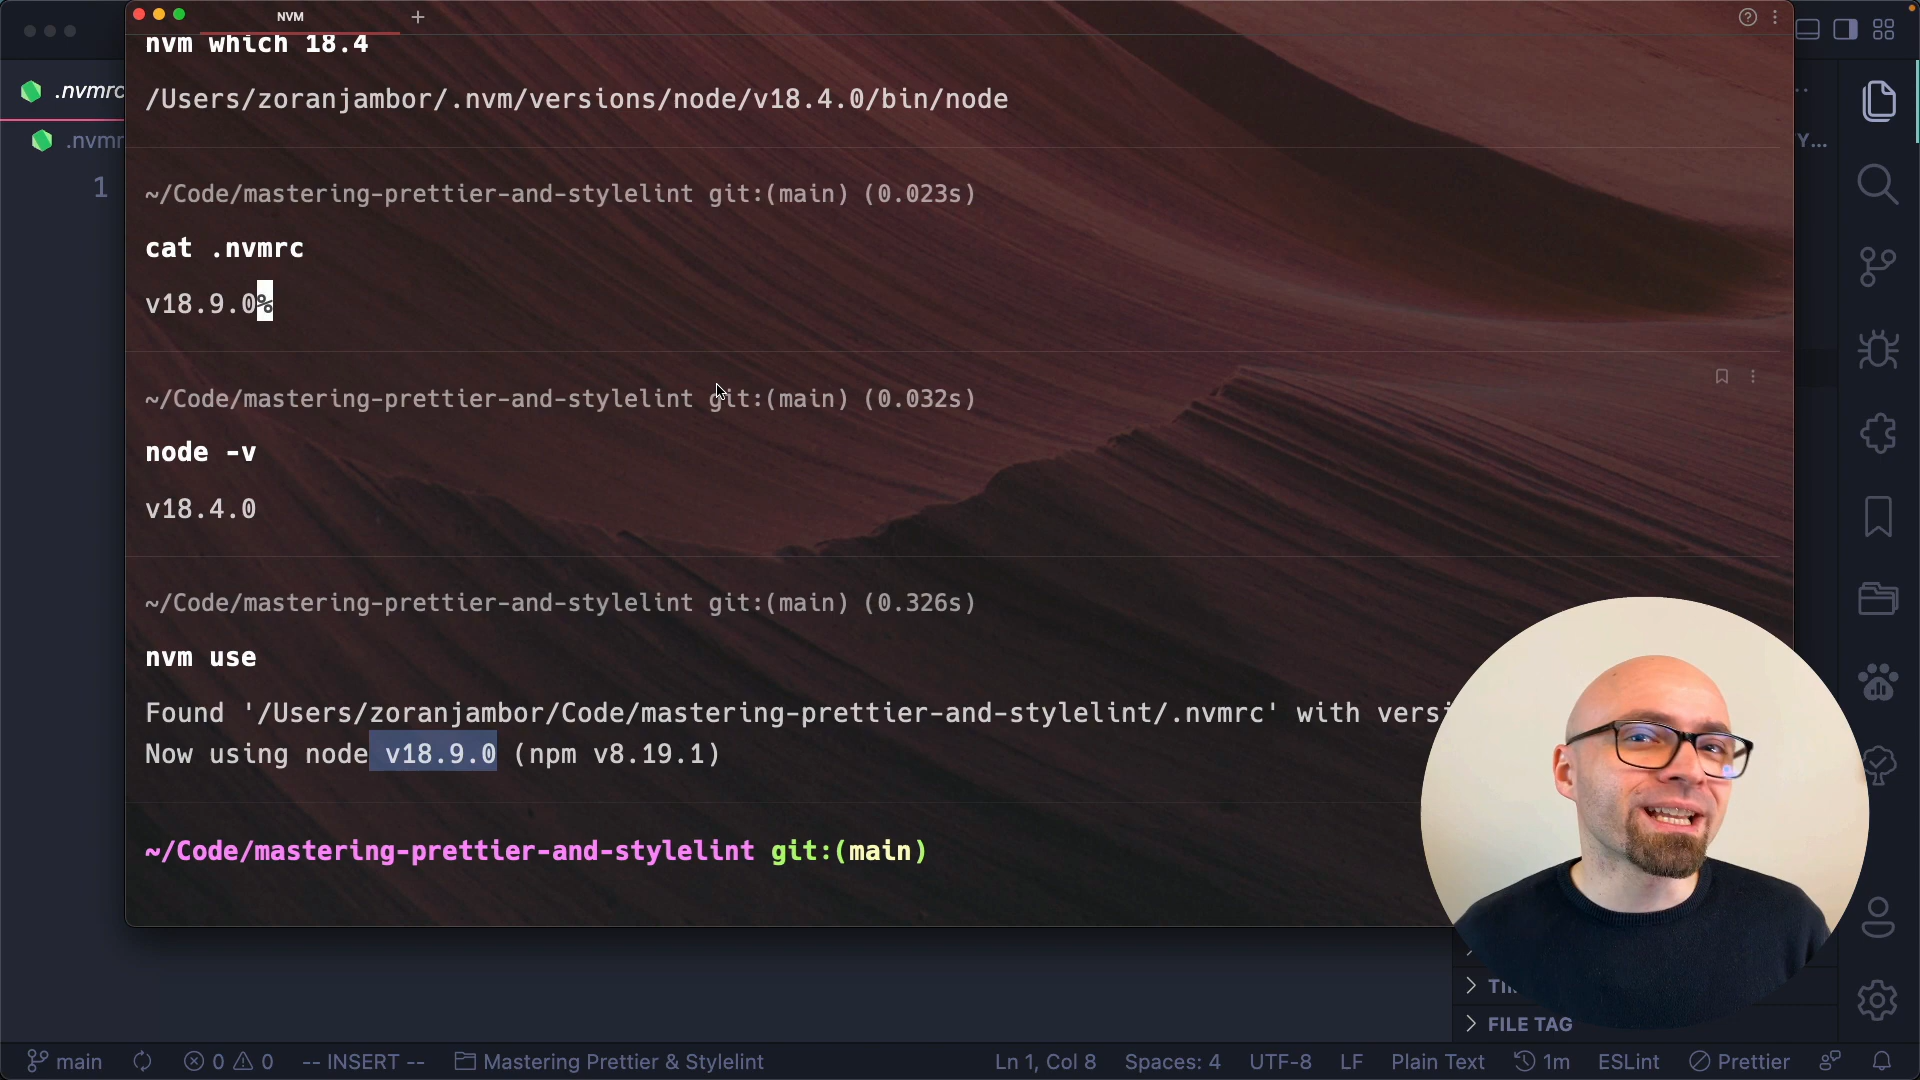 NVM
nvm which 18.4
/Users/zoranjambor/.nvm/versions/node/v18.4.0/bin/node
.nvmrc
~/Code/mastering-prettier-and-stylelint git:(main) (0.023s)
1
cat .nvmrc
v18.9.0%
~/Code/mastering-prettier-and-stylelint git:(main) (0.032s)
node -v
v18.4.0
~/Code/mastering-prettier-and-stylelint git:(main) (0.326s)
nvm use
Found '/Users/zoranjambor/Code/mastering-prettier-and-stylelint/.nvmrc' with
Now using node v18.9.0 (npm v8.19.1)
~/Code/mastering-prettier-and-stylelint git:(main)
FILE TAG
main 0 0 -- INSERT -- Mastering Prettier & Stylelint Ln 1, Col 8 Spaces: 4 UTF-8 LF Plain Text 1m ESLint Prettier